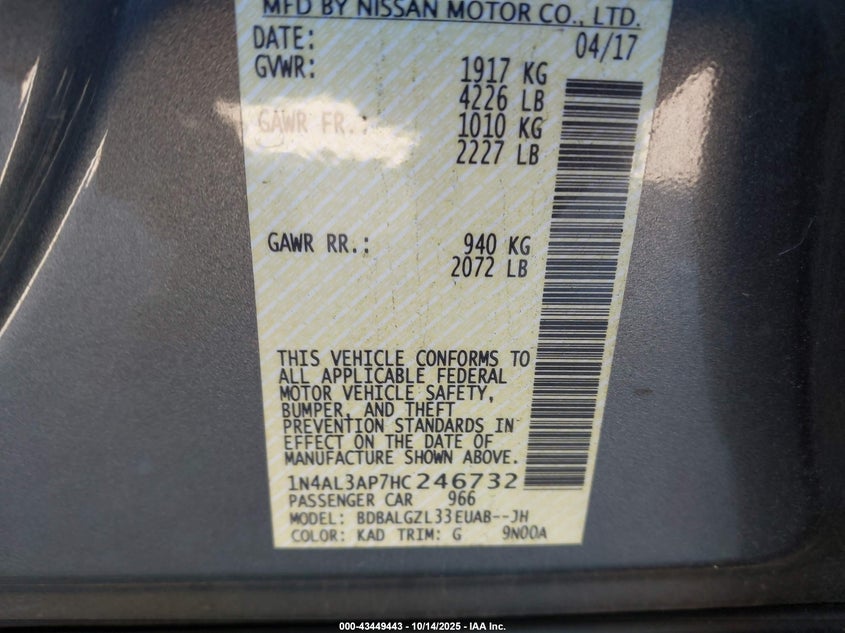 MFD BY NISSAN MOTOR CO., LTD.
DATE: 04/17
GVWR: 1917 KG
4226 LB
GAWR FR.: 1010 KG
2227 LB
GAWR RR.: 940 KG
2072 LB
THIS VEHICLE CONFORMS TO
ALL APPLICABLE FEDERAL
MOTOR VEHICLE SAFETY,
BUMPER, AND THEFT
PREVENTION STANDARDS IN
EFFECT ON THE DATE OF
MANUFACTURE SHOWN ABOVE.
1N4AL3AP7HC246732
PASSENGER CAR 966
MODEL: BDBALGZL33EUAB--JH
COLOR: KAD TRIM: G 9N00A
000-43449443 - 10/14/2025 - IAA Inc.